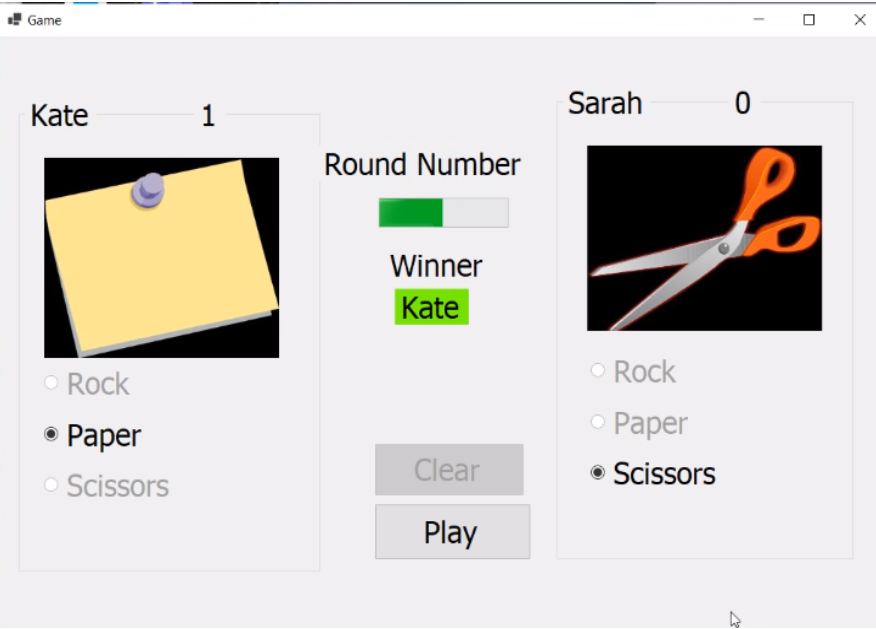 Game
Kate 1
Rock
Paper
Scissors
Round Number
Winner
Kate
Clear
Play
Sarah 0
Rock
Paper
Scissors